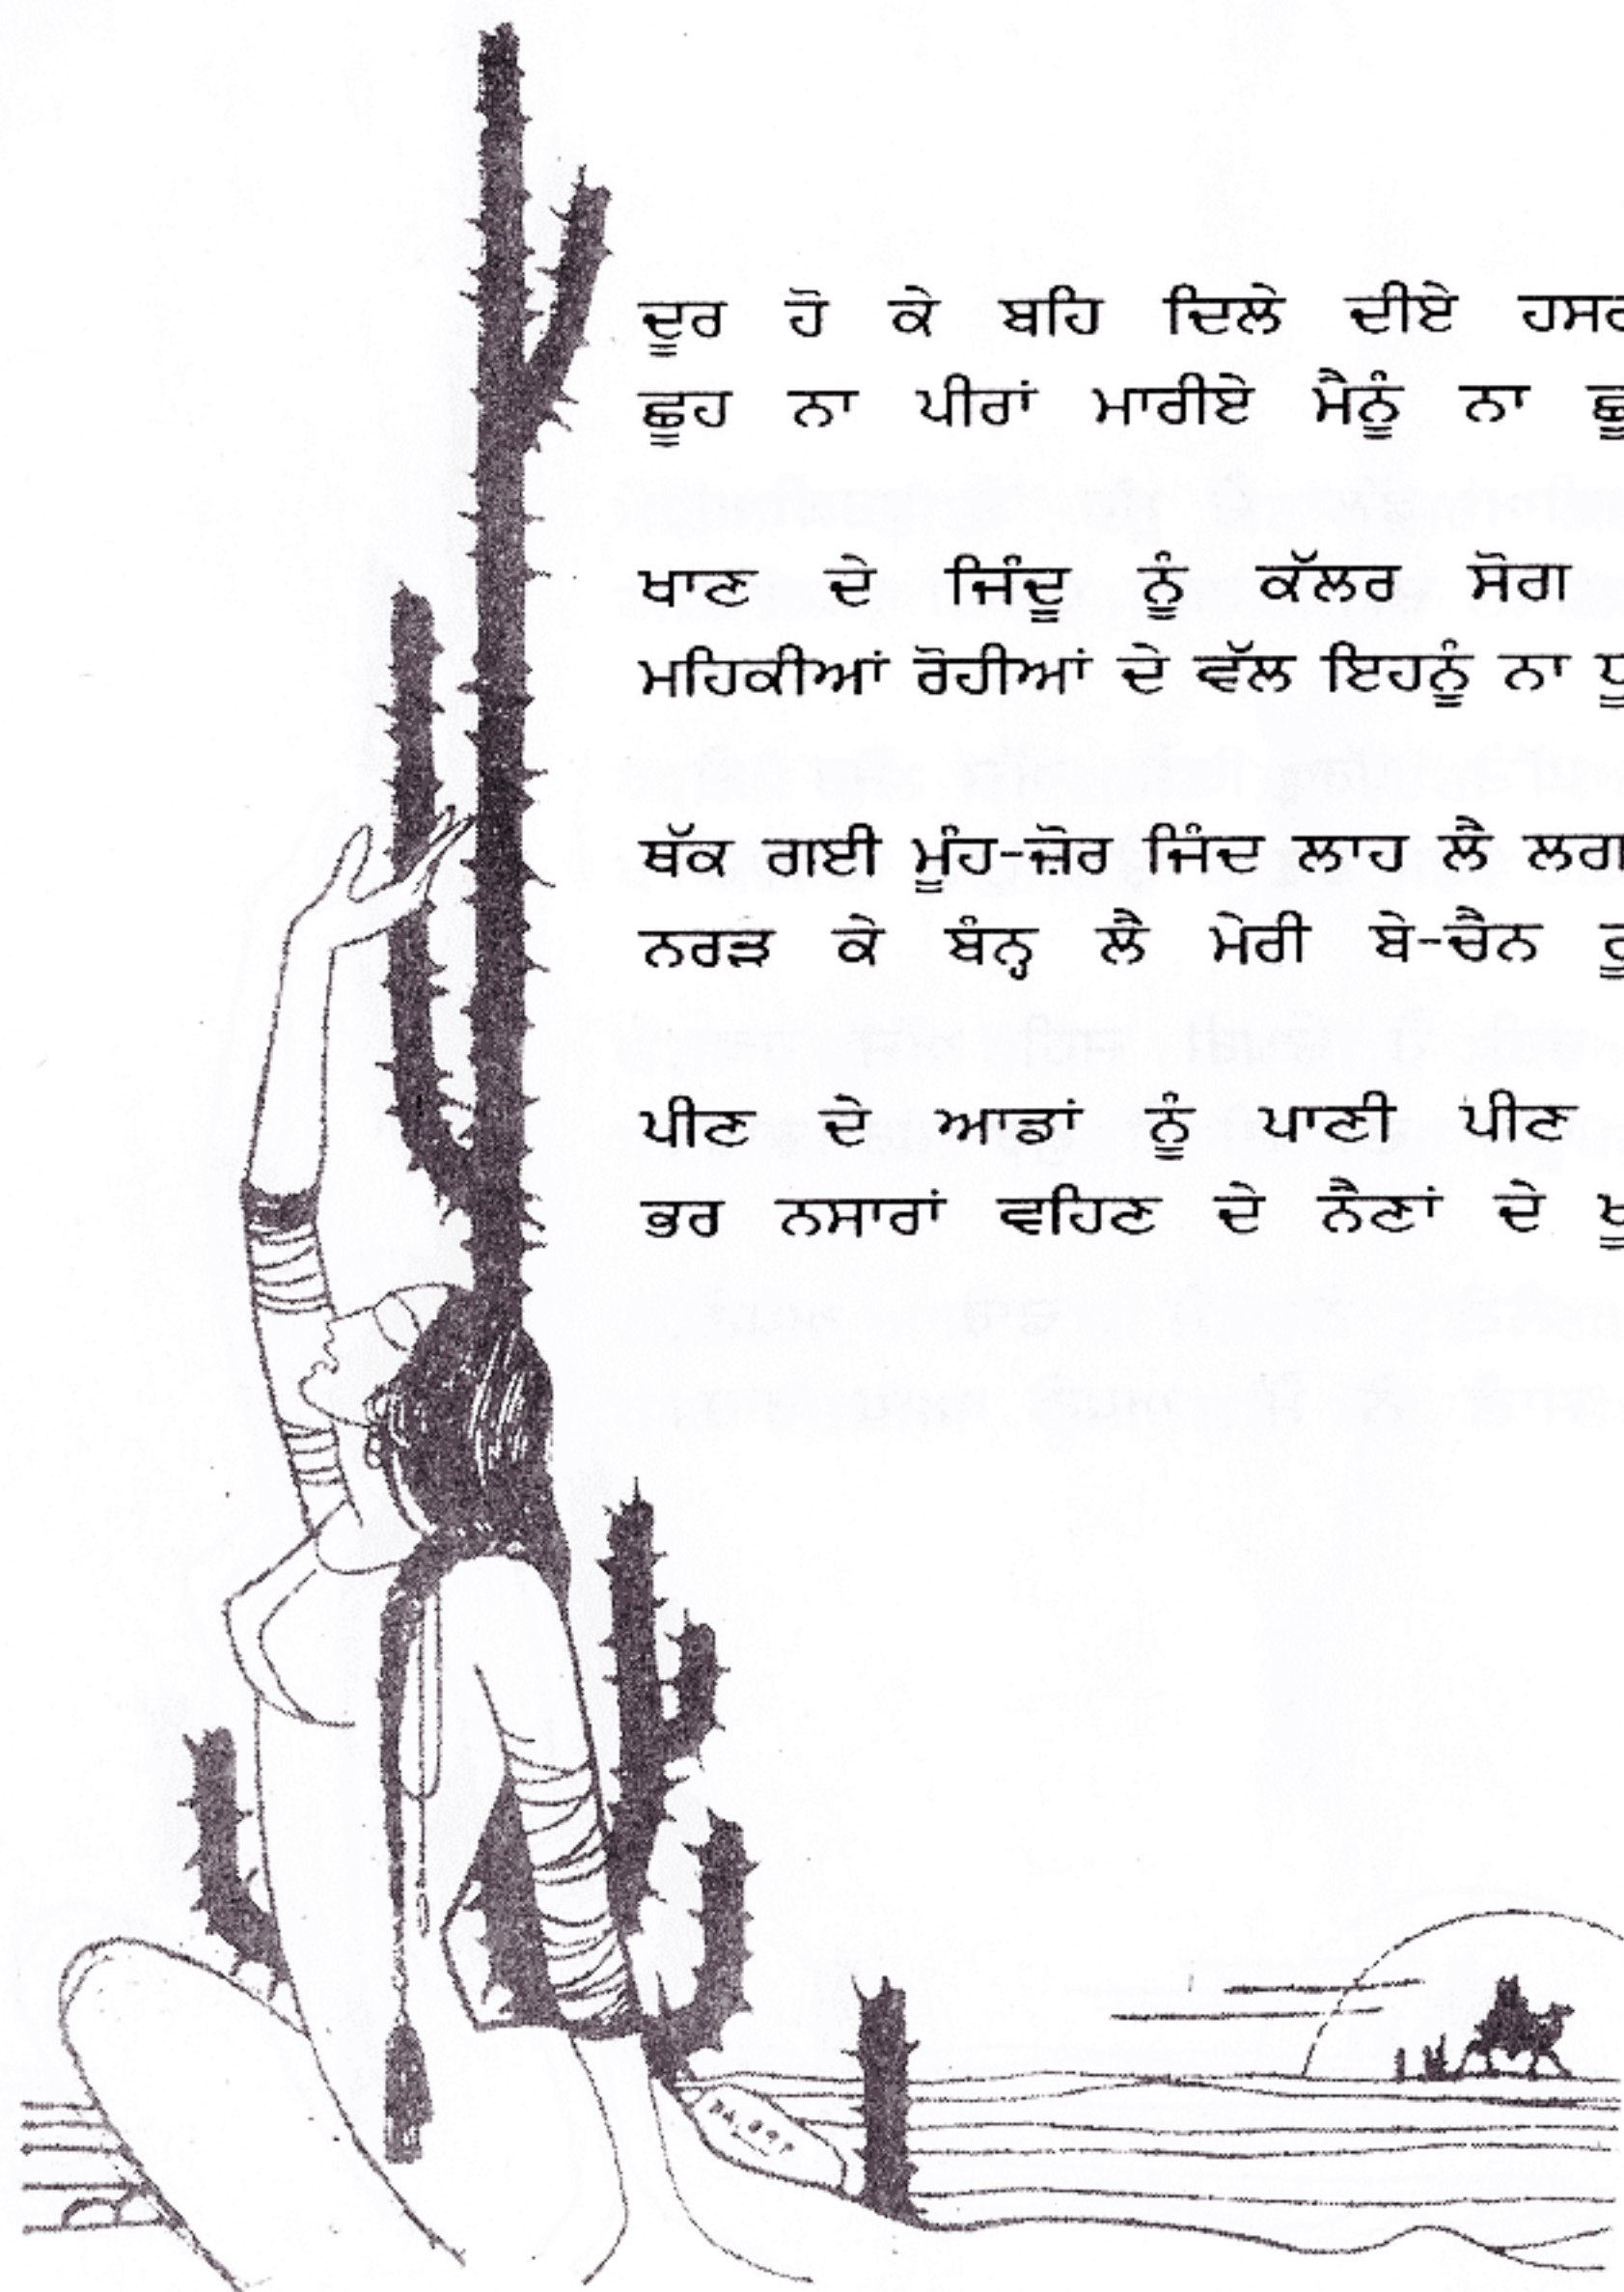 ਦੂਰ ਹੋ ਕੇ ਬਹਿ ਦਿਲੇ ਦੀਏ
ਛੂਹ ਨਾ ਪੀਰਾਂ ਮਾਰੀਏ ਮੈਨੂੰ ਨਾ
ਖਾਣ ਦੇ ਜਿੰਦੂ ਨੂੰ ਕੱਲਰ ਸੋਗ
ਮਹਿਕੀਆਂ ਰੋਹੀਆਂ ਦੇ ਵੱਲ ਇਹਨੂੰ ਨਾ
ਥੱਕ ਗਈ ਮੂੰਹ-ਜ਼ੋਰ ਜਿੰਦ ਲਾਹ ਲੈ
ਨਰੜ ਕੇ ਬੰਨ੍ਹ ਲੈ ਮੇਰੀ ਬੇ-ਚੈਨ
ਪੀਣ ਦੇ ਆਡਾਂ ਨੂੰ ਪਾਣੀ ਪੀਣ
ਭਰ ਨਸਾਰਾਂ ਵਹਿਣ ਦੇ ਨੈਣਾਂ ਦੇ